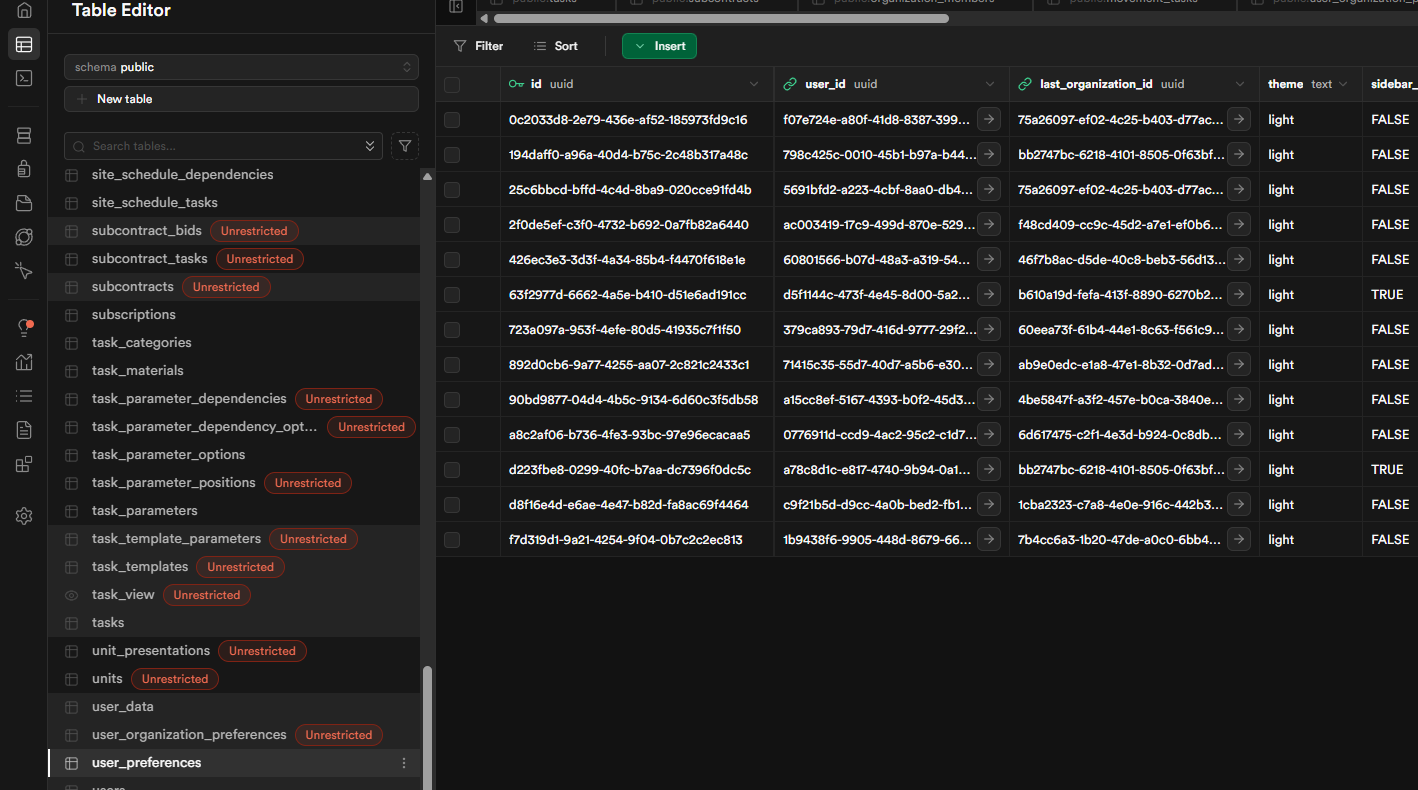 Table Editor
schema public
New table
Search tables...
site_schedule_dependencies
site_schedule_tasks
subcontract_bids Unrestricted
subcontract_tasks Unrestricted
subcontracts Unrestricted
subscriptions
task_categories
task_materials
task_parameter_dependencies Unrestricted
task_parameter_dependency_opt... Unrestricted
task_parameter_options
task_parameter_positions Unrestricted
task_parameters
task_template_parameters Unrestricted
task_templates Unrestricted
task_view Unrestricted
tasks
unit_presentations Unrestricted
units Unrestricted
user_data
user_organization_preferences Unrestricted
user_preferences
users
Filter Sort Insert
id uuid user_id uuid last_organization_id uuid theme text sidebar_
0c2033d8-2e79-436e-af52-185973fd9c16 f07e724e-a80f-41d8-8387-399... 75a26097-ef02-4c25-b403-d77ac... light FALSE
194daff0-a96a-40d4-b75c-2c48b317a48c 798c425c-0010-45b1-b97a-b44... bb2747bc-6218-4101-8505-0f63bf... light FALSE
25c6bbcd-bffd-4c4d-8ba9-020cce91fd4b 5691bfd2-a223-4cbf-8aa0-db4... 75a26097-ef02-4c25-b403-d77ac... light FALSE
2f0de5ef-c3f0-4732-b692-0a7fb82a6440 ac003419-17c9-499d-870e-529... f48cd409-cc9c-45d2-a7e1-ef0b6... light FALSE
426ec3e3-3d3f-4a34-85b4-f4470f618e1e 60801566-b07d-48a3-a319-54... 46f7b8ac-d5de-40c8-beb3-56d13... light FALSE
63f2977d-6662-4a5e-b410-d51e6ad191cc d5f1144c-473f-4e45-8d00-5a2... b610a19d-fefa-413f-8890-6270b2... light TRUE
723a097a-953f-4efe-80d5-41935c7f1f50 379ca893-79d7-416d-9777-29f2... 60eea73f-61b4-44e1-8c63-f561c9... light FALSE
892d0cb6-9a77-4255-aa07-2c821c2433c1 71415c35-55d7-40d7-a5b6-e30... ab9e0edc-e1a8-47e1-8b32-0d7ad... light FALSE
90bd9877-04d4-4b5c-9134-6d60c3f5db58 a15cc8ef-5167-4393-b0f2-45d3... 4be5847f-a3f2-457e-b0ca-3840e... light FALSE
a8c2af06-b736-4fe3-93bc-97e96ecacaa5 0776911d-ccd9-4ac2-95c2-c1d7... 6d617475-c2f1-4e3d-b924-0c8db... light FALSE
d223fbe8-0299-40fc-b7aa-dc7396f0dc5c a78c8d1c-e817-4740-9b94-0a1... bb2747bc-6218-4101-8505-0f63bf... light TRUE
d8f16e4d-e6ae-4e47-b82d-fa8ac69f4464 c9f21b5d-d9cc-4a0b-bed2-fb1... 1cba2323-c7a8-4e0e-916c-442b3... light FALSE
f7d319d1-9a21-4254-9f04-0b7c2c2ec813 1b9438f6-9905-448d-8679-66... 7b4cc6a3-1b20-47de-a0c0-6bb4... light FALSE